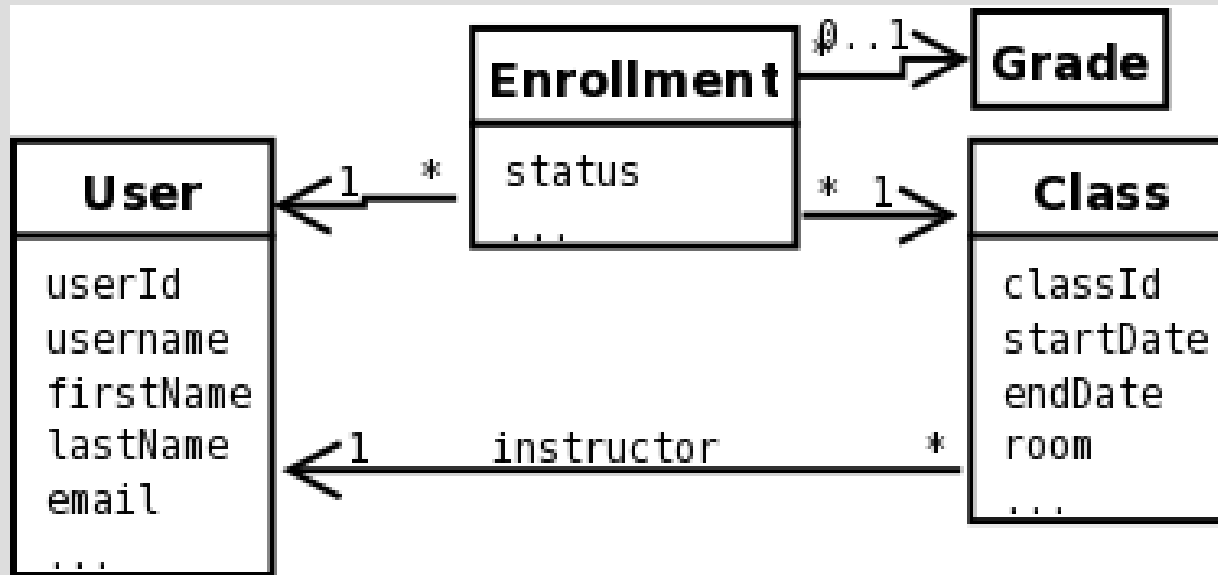 Enrollment
status
...
* 0..1
Grade
User
userId
username
firstName
lastName
email
...
1 *
* 1
Class
classId
startDate
endDate
room
...
1 instructor *